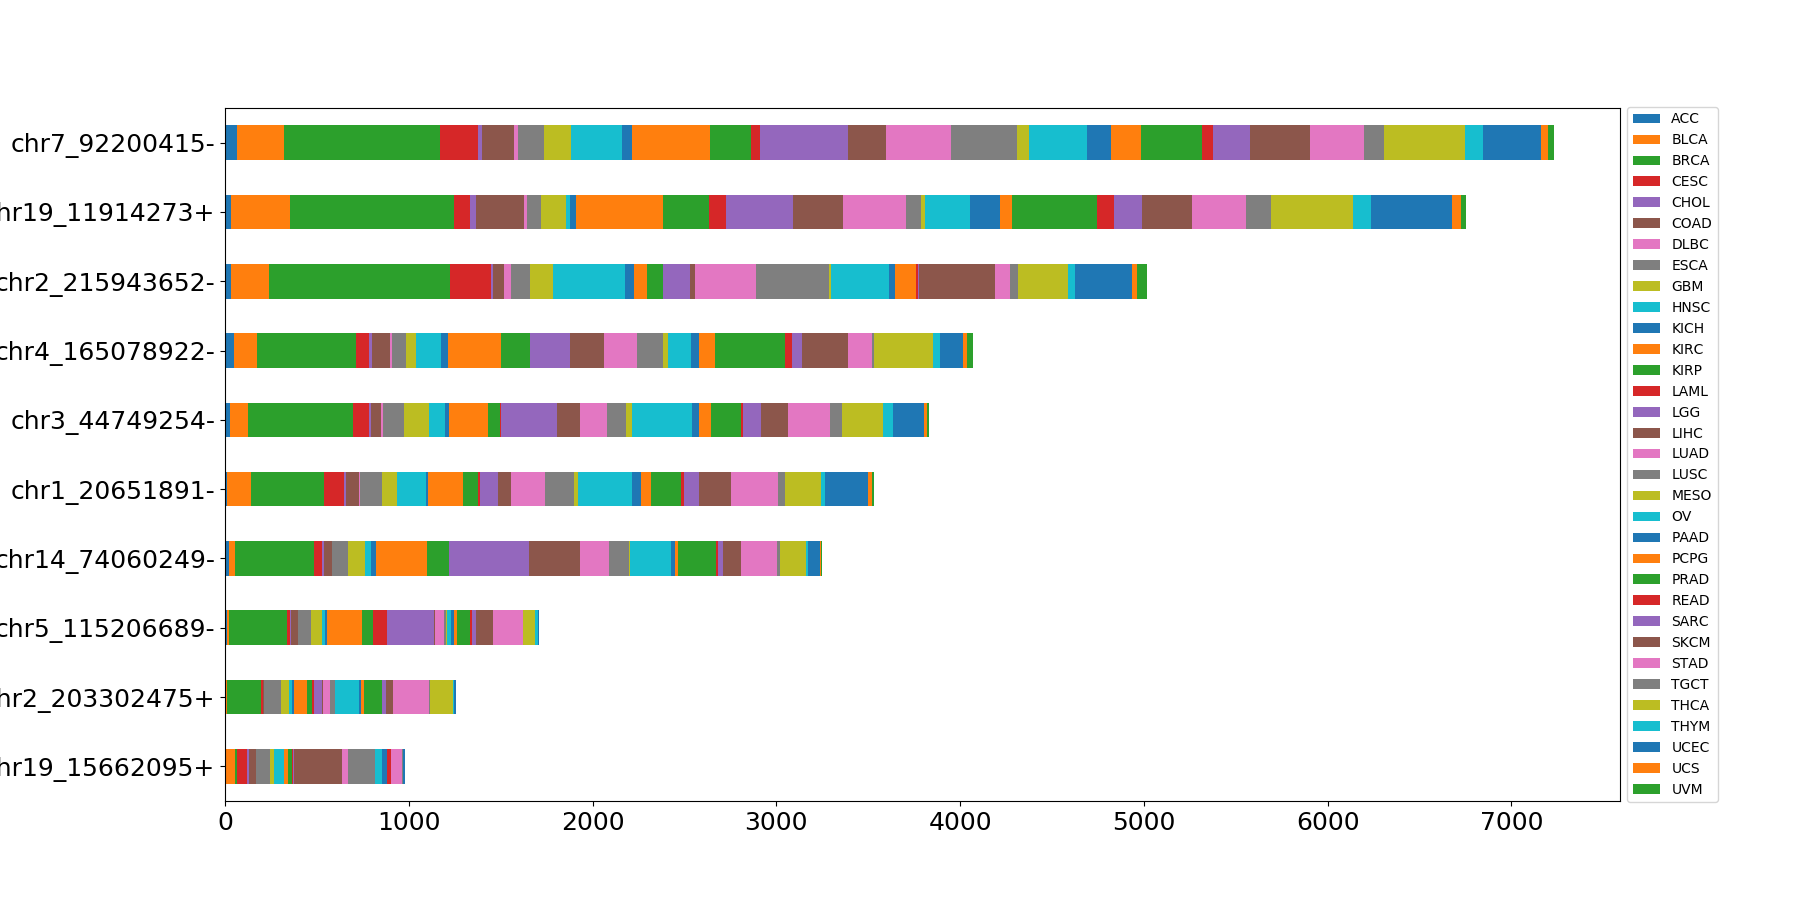 chr7_92200415-
hr19_11914273+
chr2_215943652-
chr4_165078922-
chr3_44749254-
chr1_20651891-
chr14_74060249-
chr5_115206689-
hr2_203302475+
hr19_15662095+
0 1000 2000 3000 4000 5000 6000 7000
ACC
BLCA
BRCA
CESC
CHOL
COAD
DLBC
ESCA
GBM
HNSC
KICH
KIRC
KIRP
LAML
LGG
LIHC
LUAD
LUSC
MESO
OV
PAAD
PCPG
PRAD
READ
SARC
SKCM
STAD
TGCT
THCA
THYM
UCEC
UCS
UVM